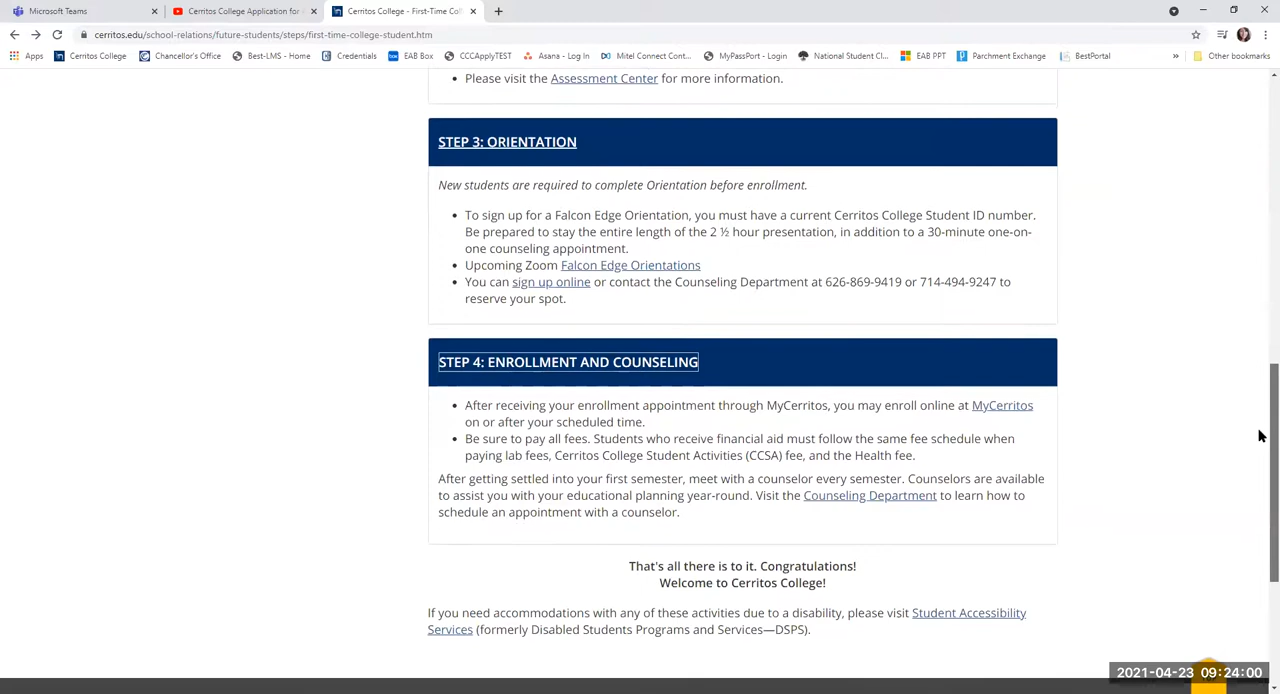 Microsoft Teams
Cerritos College Application for
Cerritos College - First-Time Col
cerritos.edu/school-relations/future-students/steps/first-time-college-student.htm
Apps
Cerritos College
Chancellor's Office
Best-LMS - Home
Credentials
EAB Box
CCCApplyTEST
Asana - Log In
Mitel Connect Cont...
MyPassPort - Login
National Student Cl...
EAB PPT
Parchment Exchange
BestPortal
»
Other bookmarks
Please visit the Assessment Center for more information.
STEP 3: ORIENTATION
New students are required to complete Orientation before enrollment.
To sign up for a Falcon Edge Orientation, you must have a current Cerritos College Student ID number.
Be prepared to stay the entire length of the 2 ½ hour presentation, in addition to a 30-minute one-on-
one counseling appointment.
Upcoming Zoom Falcon Edge Orientations
You can sign up online or contact the Counseling Department at 626-869-9419 or 714-494-9247 to
reserve your spot.
STEP 4: ENROLLMENT AND COUNSELING
After receiving your enrollment appointment through MyCerritos, you may enroll online at MyCerritos
on or after your scheduled time.
Be sure to pay all fees. Students who receive financial aid must follow the same fee schedule when
paying lab fees, Cerritos College Student Activities (CCSA) fee, and the Health fee.
After getting settled into your first semester, meet with a counselor every semester. Counselors are available
to assist you with your educational planning year-round. Visit the Counseling Department to learn how to
schedule an appointment with a counselor.
That's all there is to it. Congratulations!
Welcome to Cerritos College!
If you need accommodations with any of these activities due to a disability, please visit Student Accessibility
Services (formerly Disabled Students Programs and Services—DSPS).
2021-04-23 09:24:00